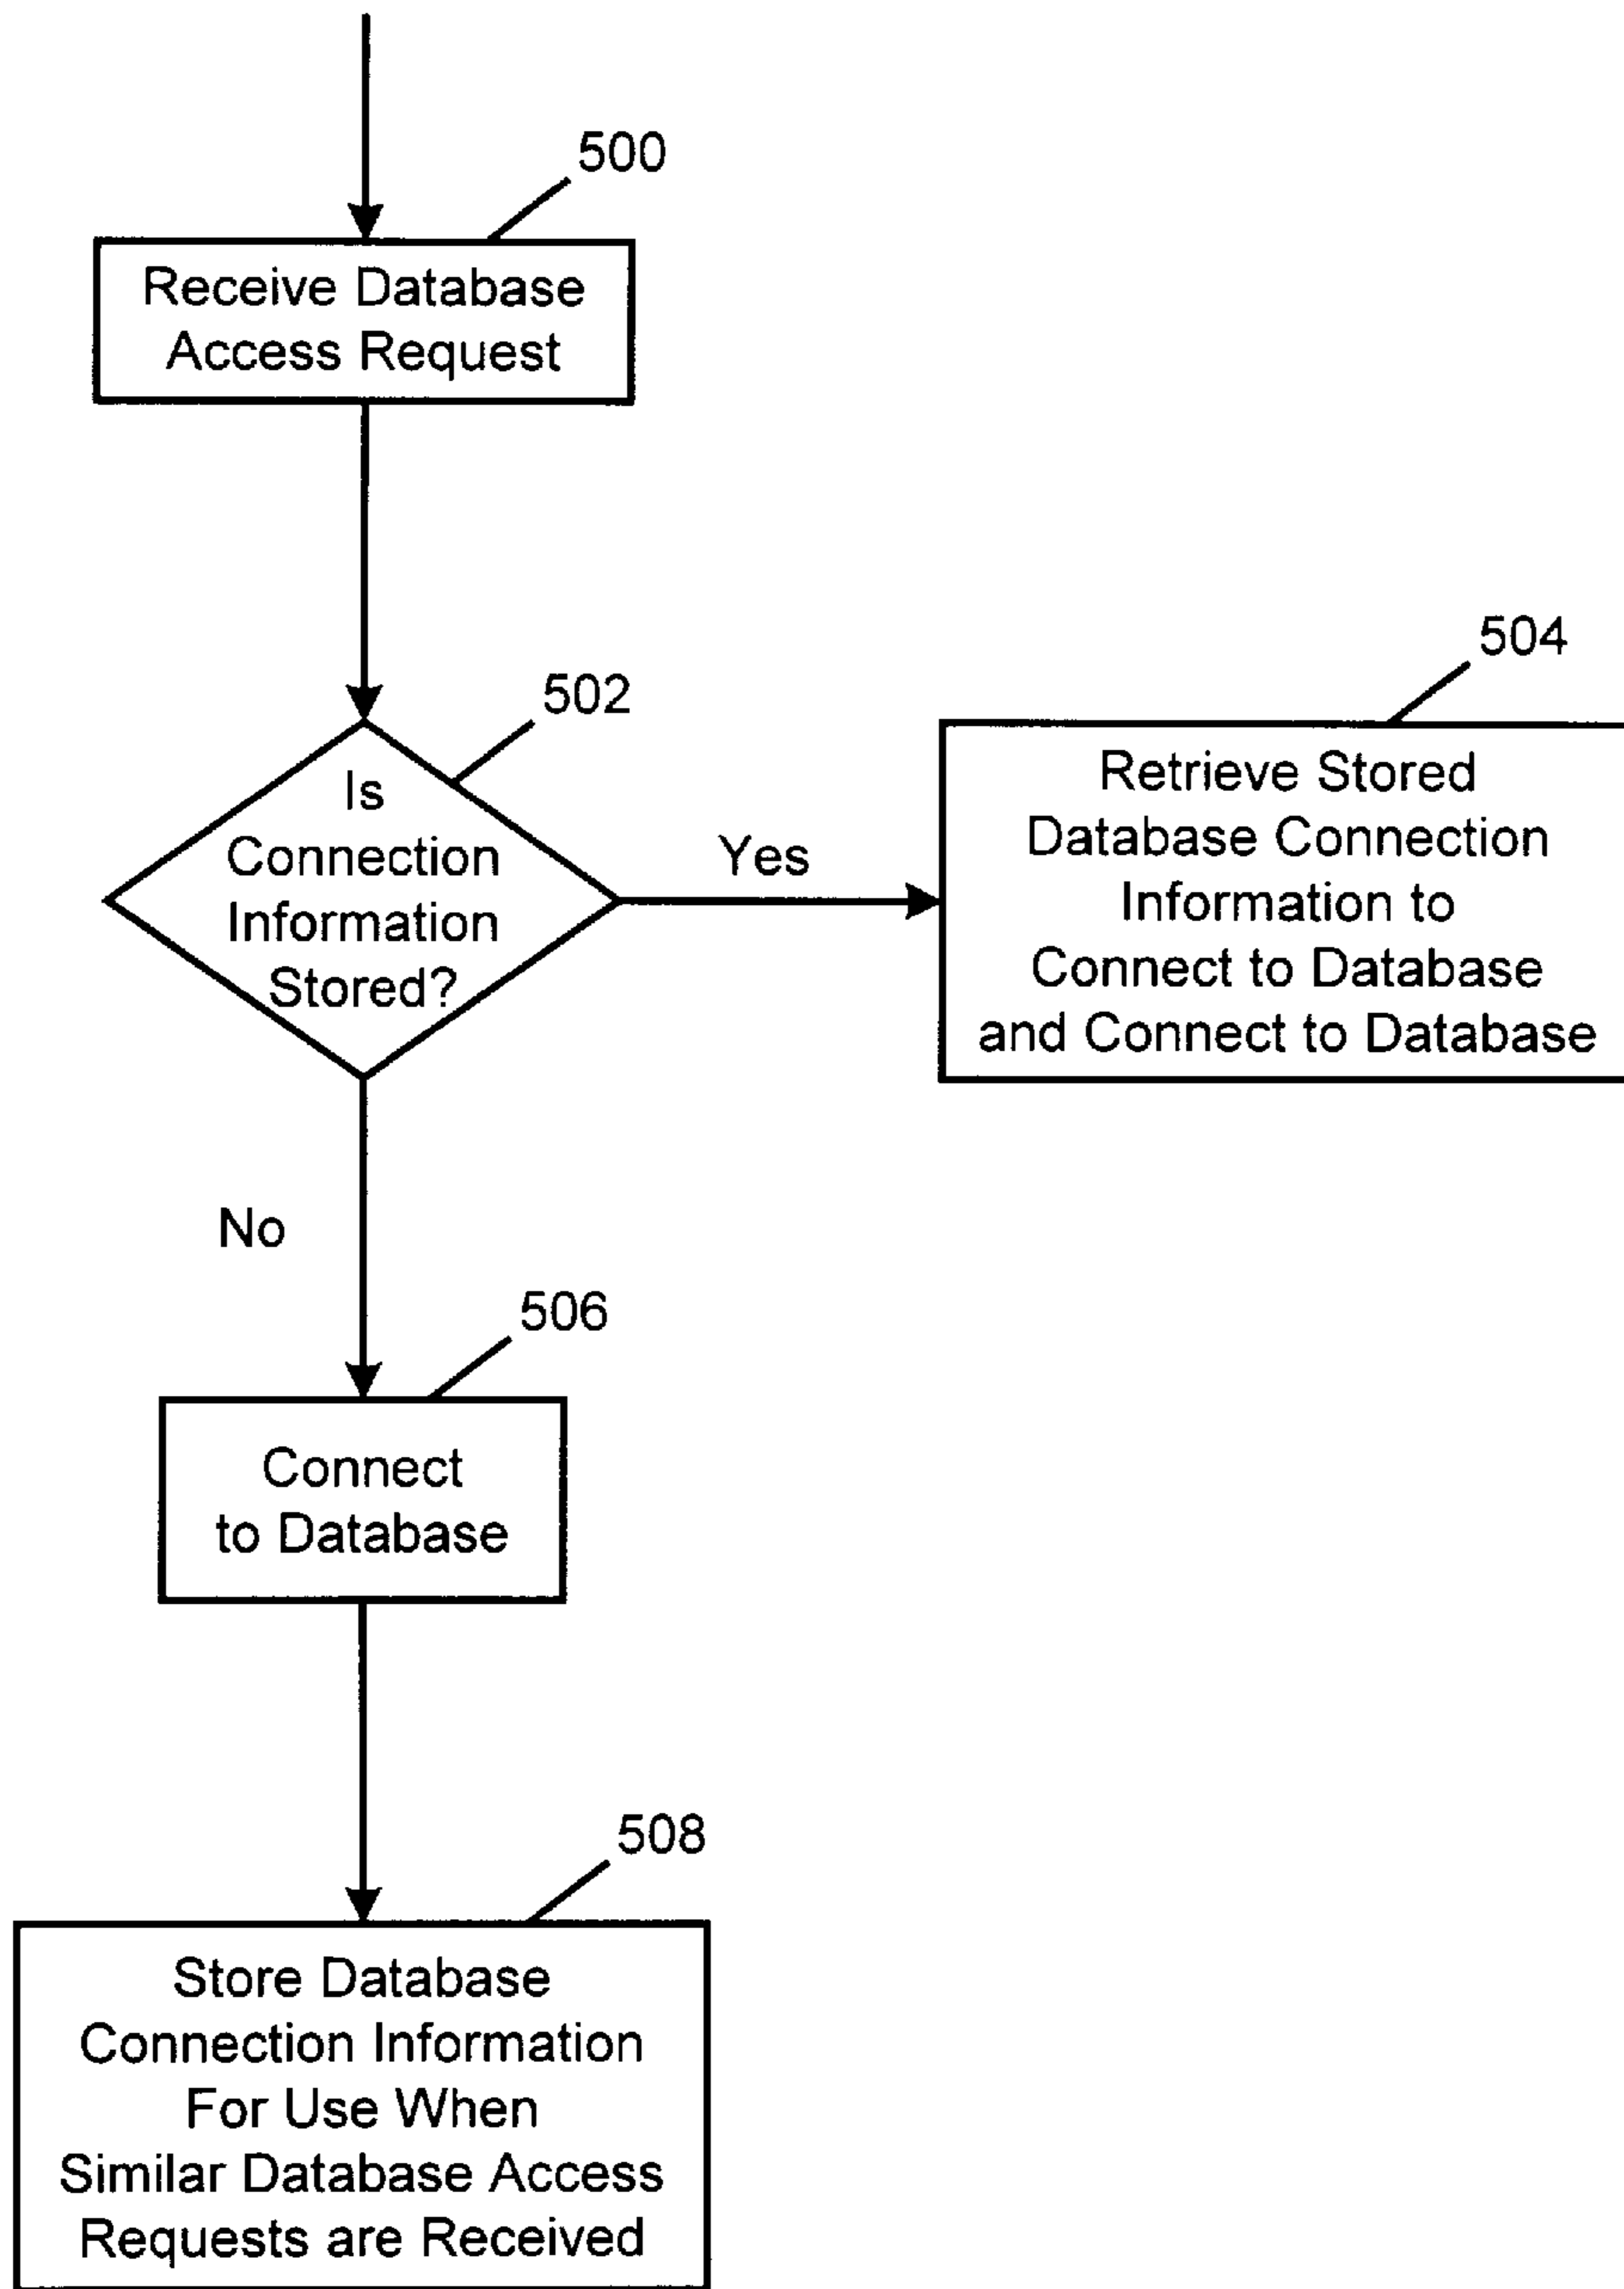 500
Receive Database
Access Request
502
Is
Connection
Information
Stored?
Yes
504
Retrieve Stored
Database Connection
Information to
Connect to Database
and Connect to Database
No
506
Connect
to Database
508
Store Database
Connection Information
For Use When
Similar Database Access
Requests are Received